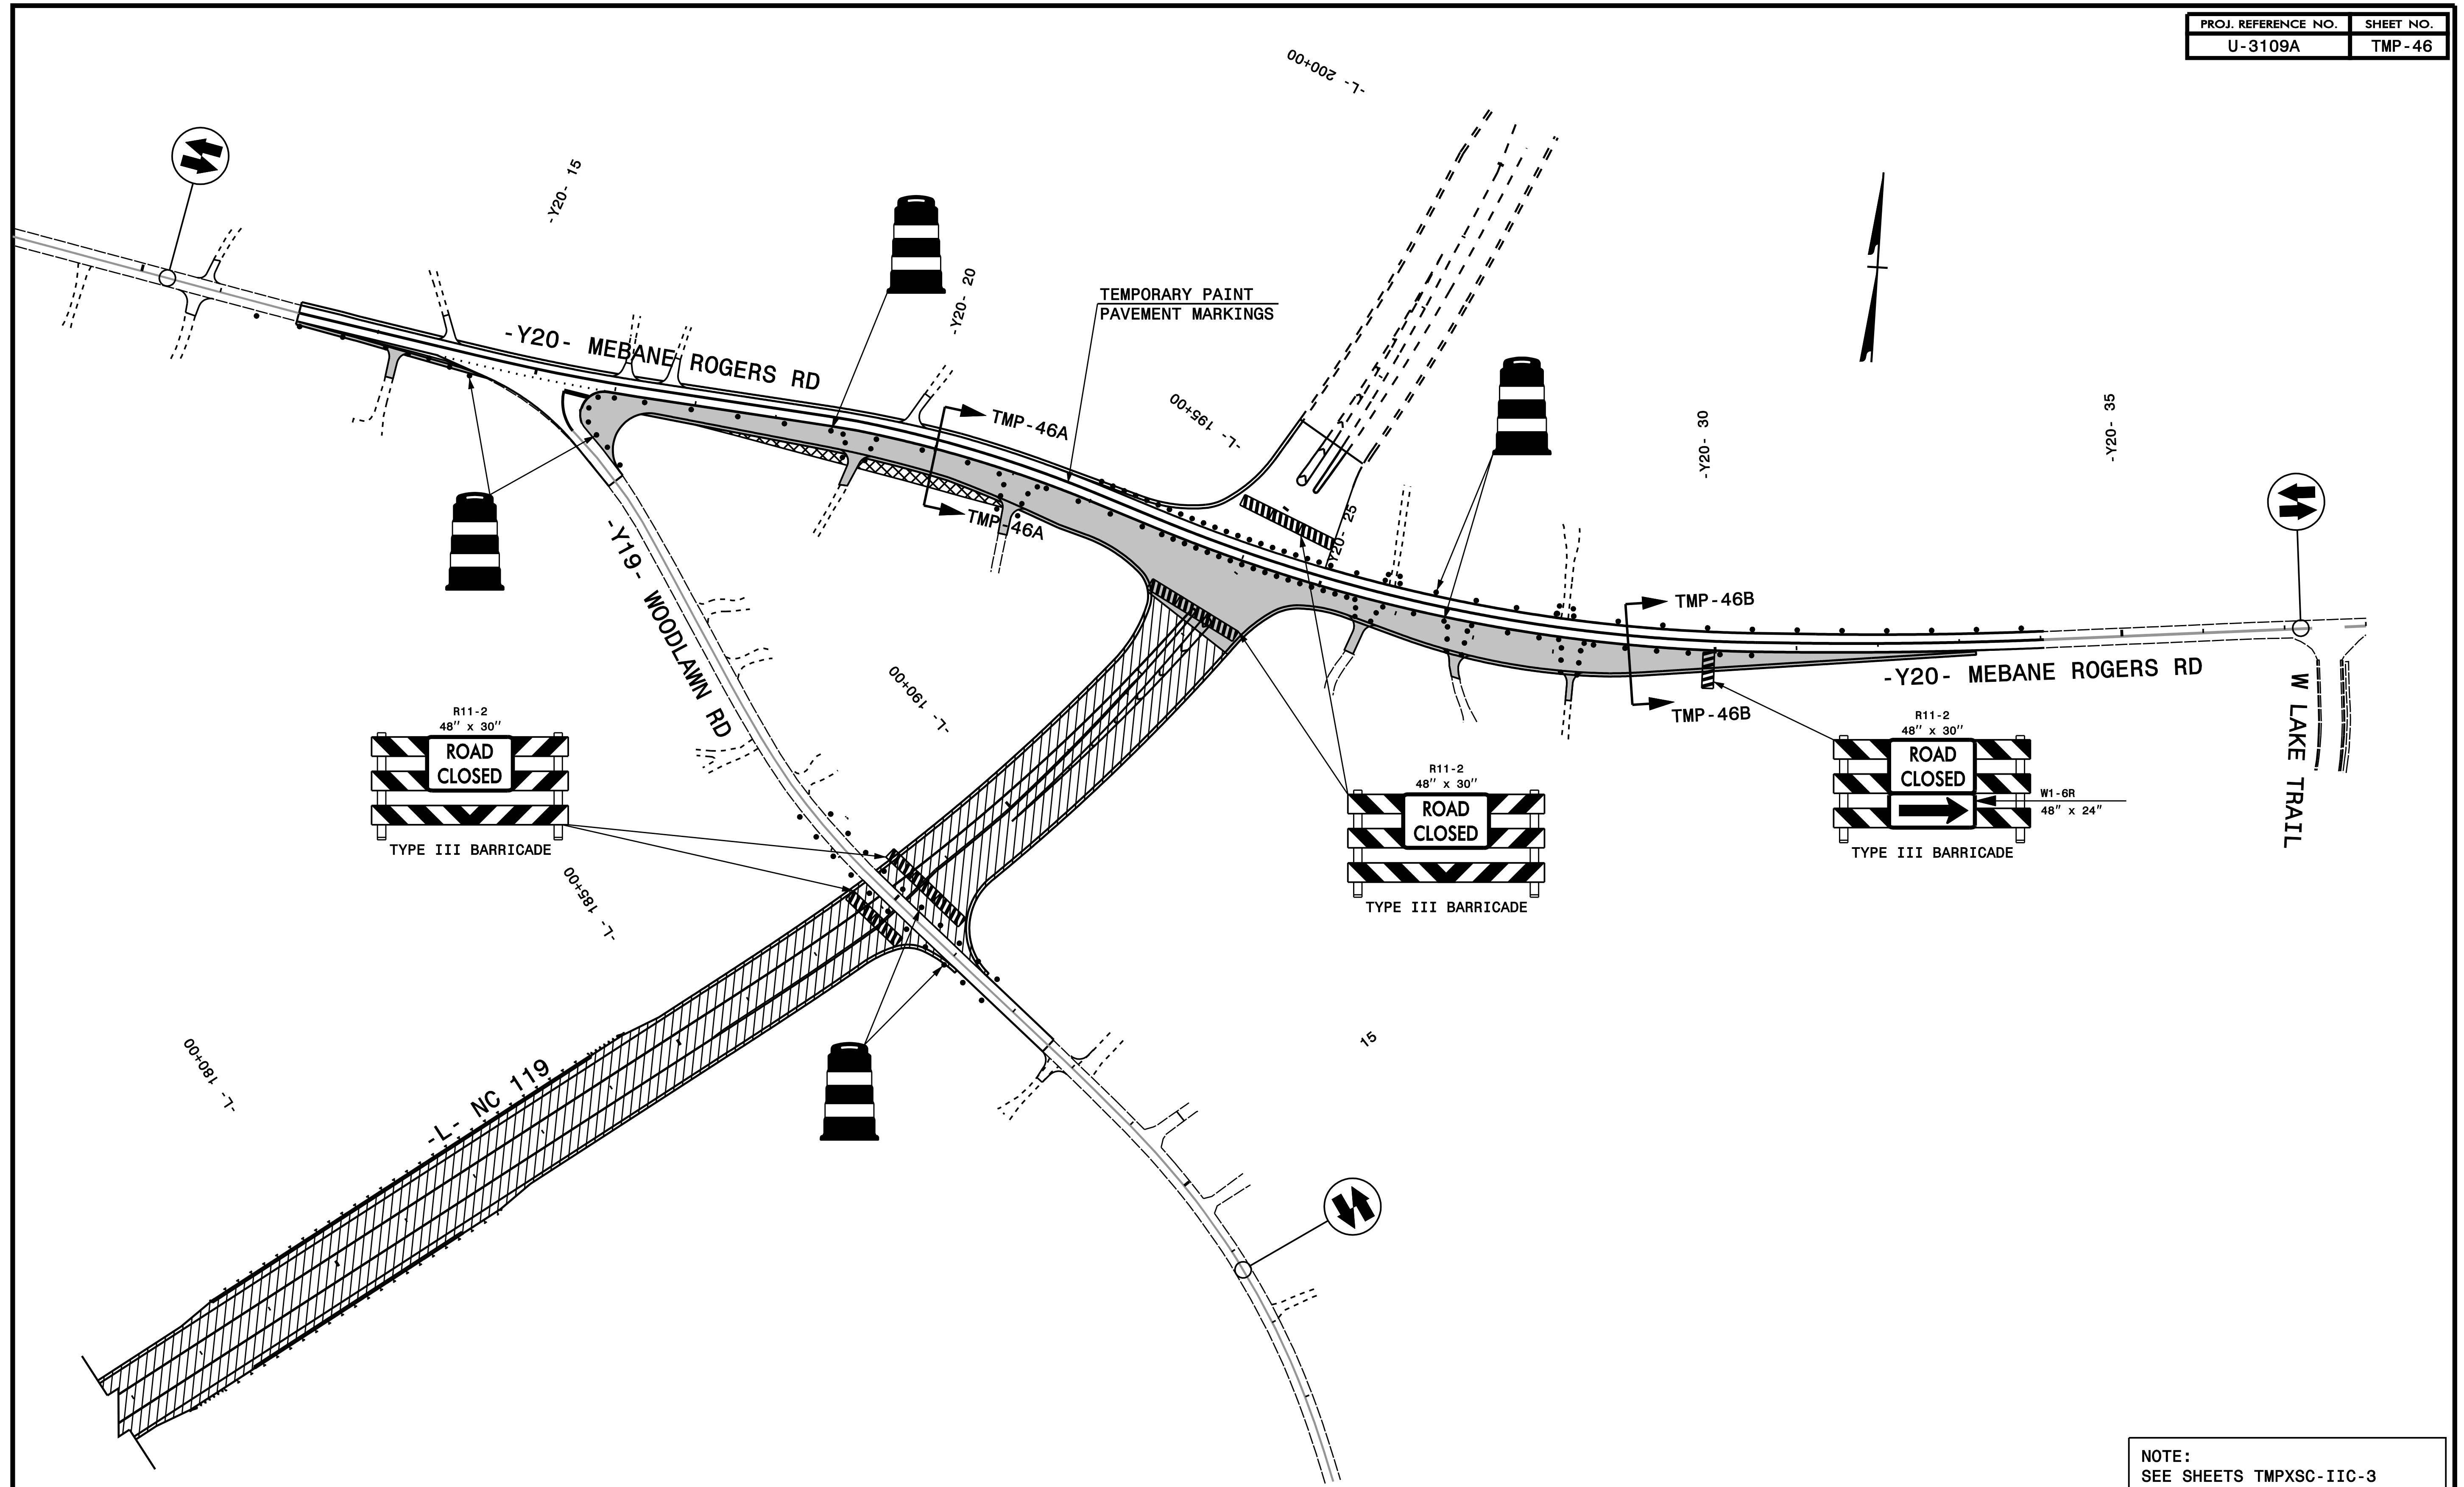 PROJ. REFERENCE NO. SHEET NO.
U-3109A TMP-46
-L- 200+00
-Y20- 15
-Y20- 20
TEMPORARY PAINT
PAVEMENT MARKINGS
-Y20- MEBANE ROGERS RD
TMP-46A
TMP-46A
-L- 195+00
-Y20- 25
-Y20- 30
-Y20- 35
-Y19- WOODLAWN RD
TMP-46B
TMP-46B
-Y20- MEBANE ROGERS RD
W LAKE TRAIL
-L- 190+00
R11-2
48" x 30"
ROAD
CLOSED
TYPE III BARRICADE
R11-2
48" x 30"
ROAD
CLOSED
TYPE III BARRICADE
R11-2
48" x 30"
ROAD
CLOSED
W1-6R
48" x 24"
TYPE III BARRICADE
-L- 185+00
-L- 180+00
-L- NC 119
15
NOTE:
SEE SHEETS TMPXSC-IIC-3